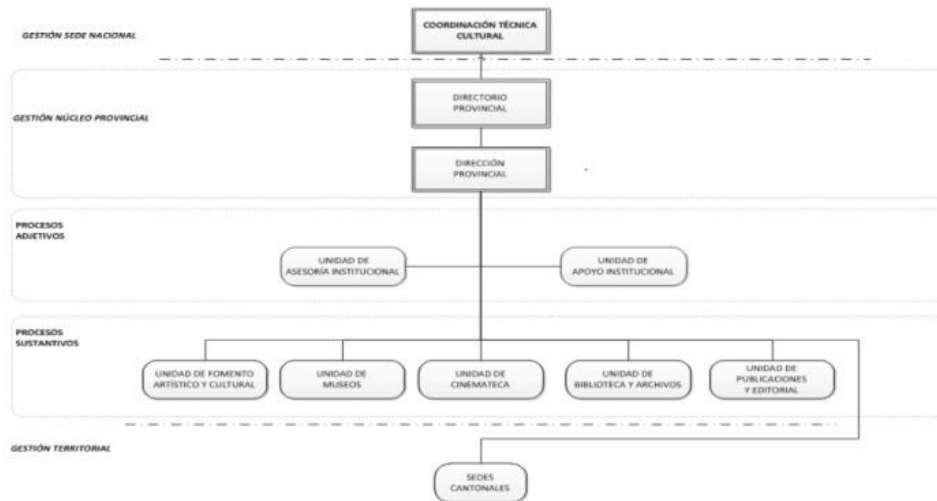 COORDINACIÓN TÉCNICA
CULTURAL
GESTIÓN SEDE NACIONAL
DIRECTORIO
PROVINCIAL
GESTIÓN NÚCLEO PROVINCIAL
DIRECCIÓN
PROVINCIAL
PROCESOS
ADJETIVOS
UNIDAD DE
ASESORÍA INSTITUCIONAL
UNIDAD DE
APOYO INSTITUCIONAL
PROCESOS
SUSTANTIVOS
UNIDAD DE FOMENTO
ARTÍSTICO Y CULTURAL
UNIDAD DE
MUSEOS
UNIDAD DE
CINEMATECA
UNIDAD DE
BIBLIOTECA Y ARCHIVOS
UNIDAD DE
PUBLICACIONES
Y EDITORIAL
GESTIÓN TERRITORIAL
SEDES
CANTONALES